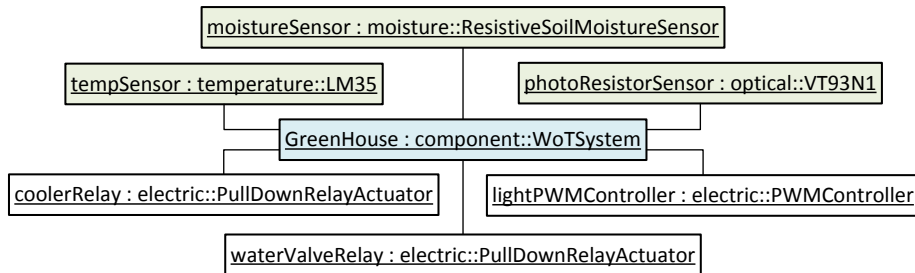 moistureSensor : moisture::ResistiveSoilMoistureSensor
tempSensor : temperature::LM35
photoResistorSensor : optical::VT93N1
GreenHouse : component::WoTSystem
coolerRelay : electric::PullDownRelayActuator
lightPWMController : electric::PWMController
waterValveRelay : electric::PullDownRelayActuator